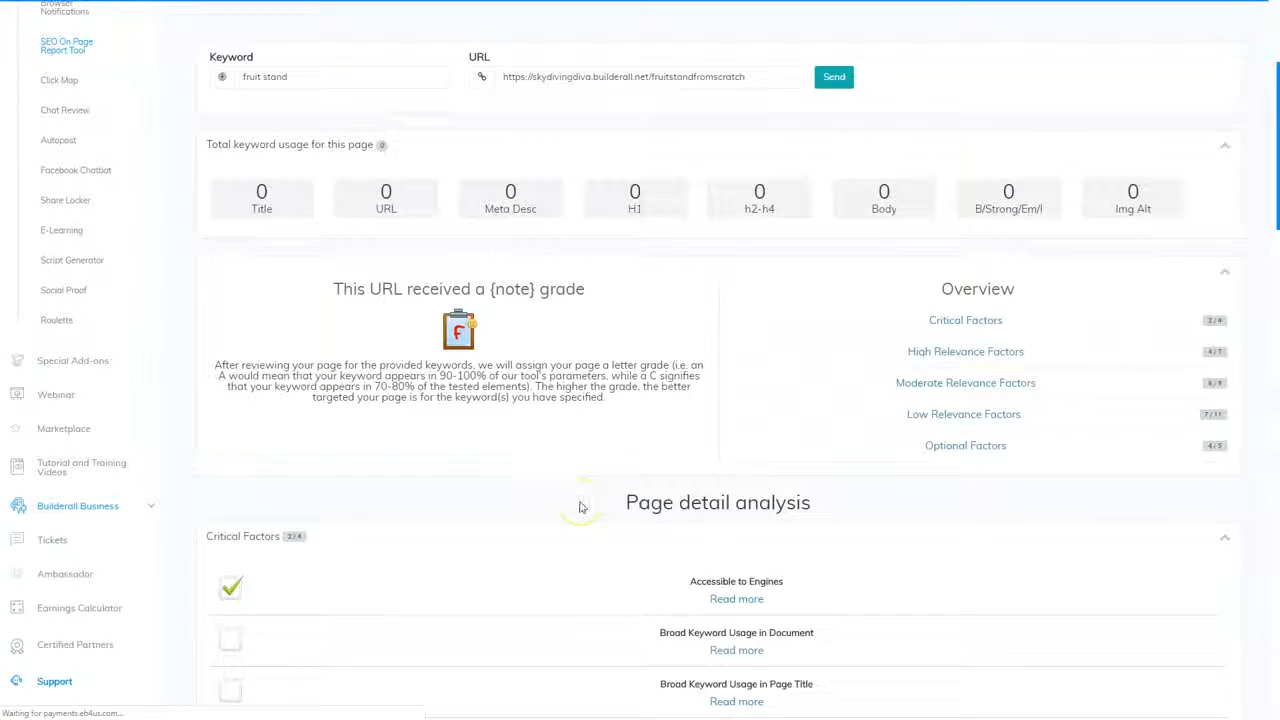 Browser
Notifications
SEO On Page
Report Tool
Click Map
Chat Review
Autopost
Facebook Chatbot
Share Locker
E-Learning
Script Generator
Social Proof
Roulette
Special Add-ons
Webinar
Marketplace
Tutorial and Training
Videos
Builderall Business
Tickets
Ambassador
Earnings Calculator
Certified Partners
Support
Waiting for payments.eb4us.com...
Keyword
URL
fruit stand
https://skydivingdiva.builderall.net/fruitstandfromscratch
Send
Total keyword usage for this page 0
0 0 0 0 0 0 0 0
Title URL Meta Desc H1 h2-h4 Body B/Strong/Em/I Img Alt
This URL received a {note} grade
F
After reviewing your page for the provided keywords, we will assign your page a letter grade (i.e. an
A would mean that your keyword appears in 90-100% of our tool's parameters, while a C signifies
that your keyword appears in 70-80% of the tested elements). The higher the grade, the better
targeted your page is for the keyword(s) you have specified.
Overview
Critical Factors
High Relevance Factors 4 / 7
Moderate Relevance Factors 6 / 9
Low Relevance Factors 7 / 11
Optional Factors 4 / 5
Page detail analysis
Critical Factors 2 / 4
Accessible to Engines
Read more
Broad Keyword Usage in Document
Read more
Broad Keyword Usage in Page Title
Read more